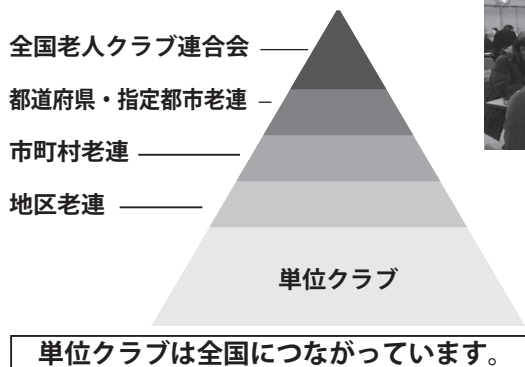 全国老人クラブ連合会
都道府県・指定都市老連
市町村老連
地区老連
単位クラブ
単位クラブは全国につながっています。